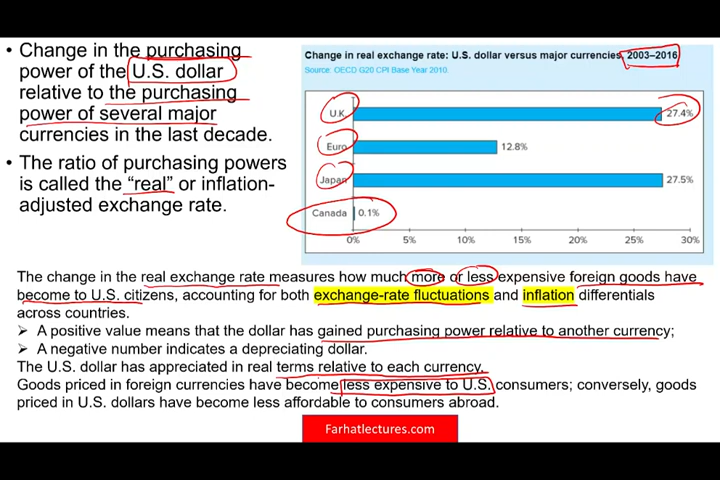 • Change in the purchasing
power of the U.S. dollar
relative to the purchasing
power of several major
currencies in the last decade.
• The ratio of purchasing powers
is called the “real” or inflation-
adjusted exchange rate.
Change in real exchange rate: U.S. dollar versus major currencies, 2003–2016
Source: OECD G20 CPI Base Year 2010.
U.K. 27.4%
Euro 12.8%
Japan 27.5%
Canada 0.1%
0% 5% 10% 15% 20% 25% 30%
The change in the real exchange rate measures how much more or less expensive foreign goods have
become to U.S. citizens, accounting for both exchange-rate fluctuations and inflation differentials
across countries.
➢ A positive value means that the dollar has gained purchasing power relative to another currency;
➢ A negative number indicates a depreciating dollar.
The U.S. dollar has appreciated in real terms relative to each currency.
Goods priced in foreign currencies have become less expensive to U.S. consumers; conversely, goods
priced in U.S. dollars have become less affordable to consumers abroad.
Farhatlectures.com